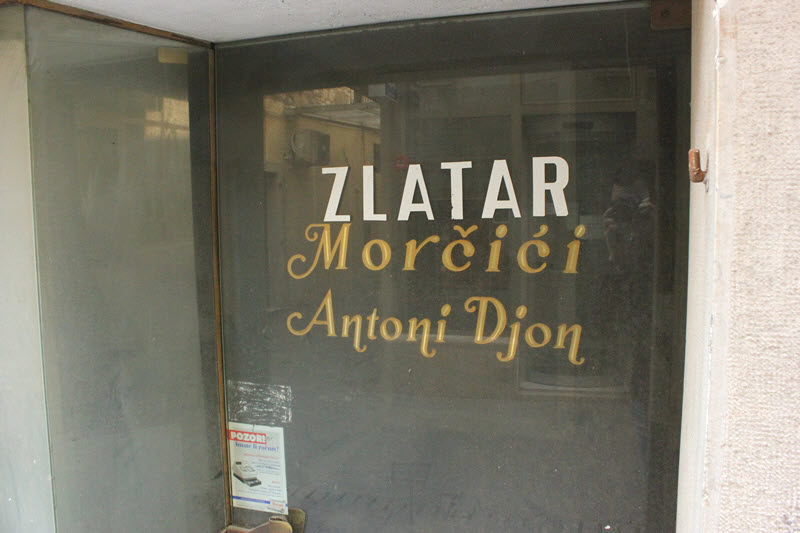 ZLATAR
Morčići
Antoni Djon
POZOR!